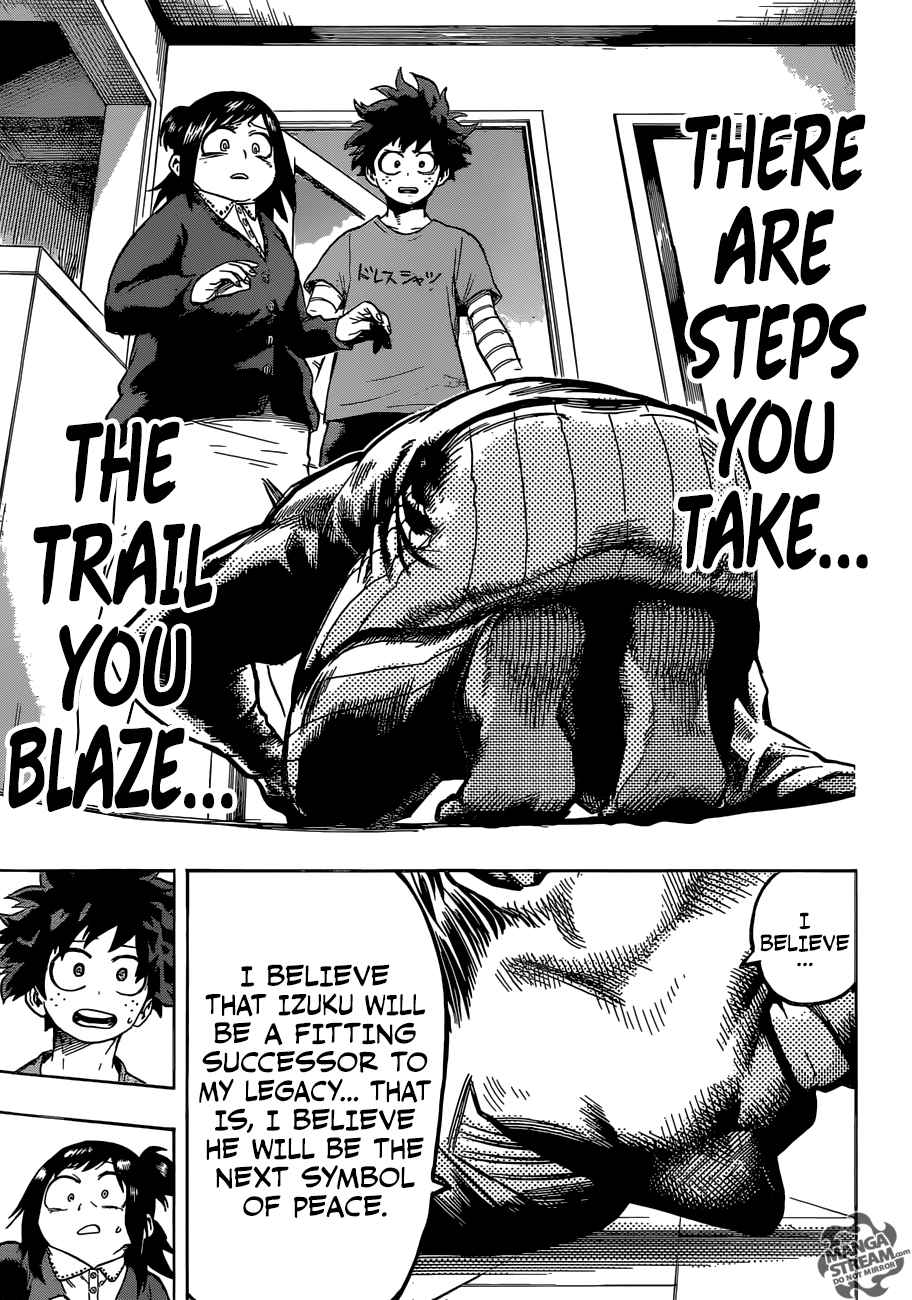 THERE
ARE
STEPS
YOU
TAKE...
ドレスシャツ
THE
TRAIL
YOU
BLAZE...
I
BELIEVE
...
I BELIEVE
THAT IZUKU WILL
BE A FITTING
SUCCESSOR TO
MY LEGACY... THAT
IS, I BELIEVE
HE WILL BE THE
NEXT SYMBOL
OF PEACE.
MANGA
STREAM.com
DO NOT MIRROR!